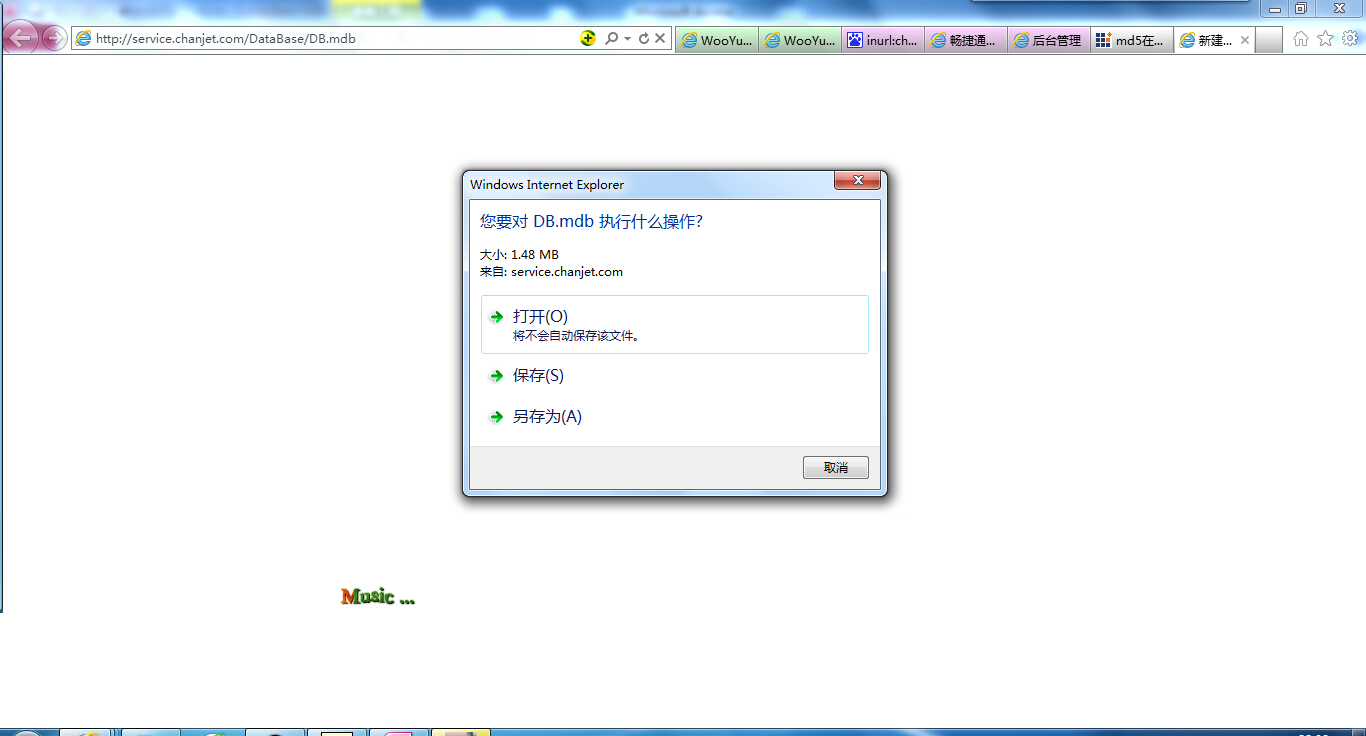 http://service.chanjet.com/DataBase/DB.mdb
WooYu...
WooYu...
inurl:ch...
畅捷通...
后台管理
md5在...
新建...
Windows Internet Explorer
您要对 DB.mdb 执行什么操作?
大小: 1.48 MB
来自: service.chanjet.com
打开(O)
将不会自动保存该文件。
保存(S)
另存为(A)
取消
Music ...